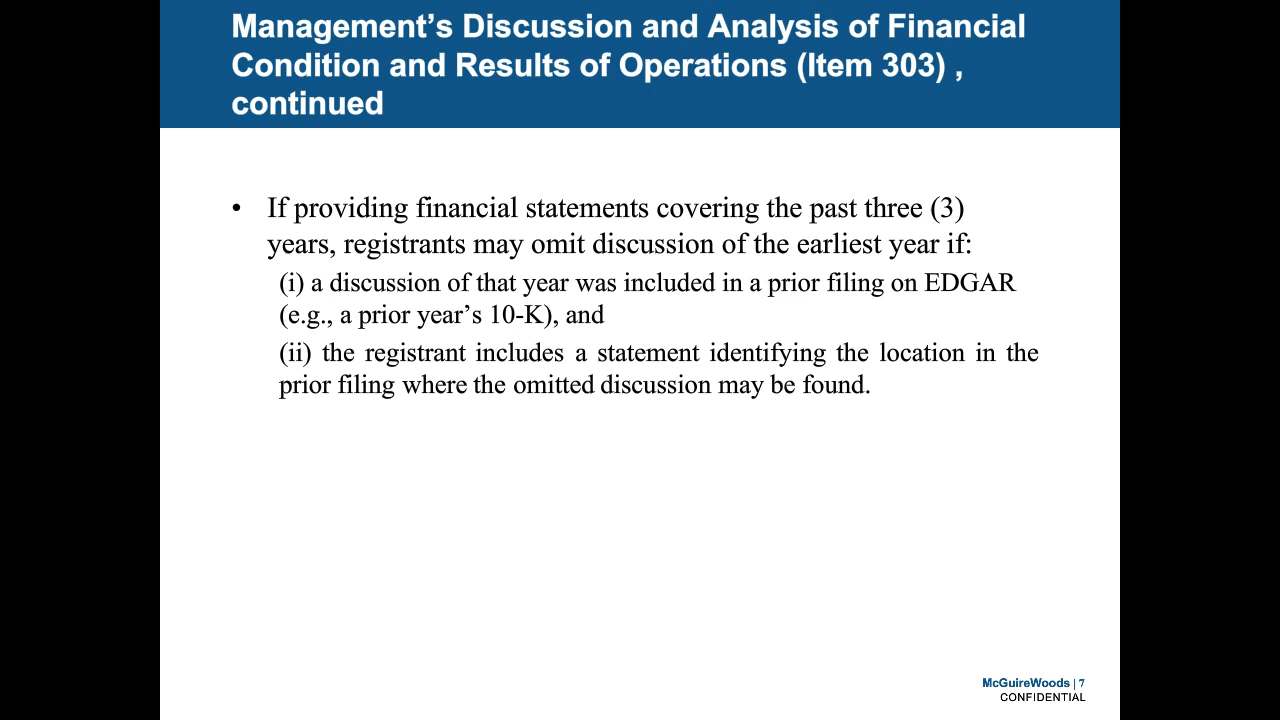 Management’s Discussion and Analysis of Financial
Condition and Results of Operations (Item 303) ,
continued
• If providing financial statements covering the past three (3)
years, registrants may omit discussion of the earliest year if:
(i) a discussion of that year was included in a prior filing on EDGAR
(e.g., a prior year’s 10-K), and
(ii) the registrant includes a statement identifying the location in the
prior filing where the omitted discussion may be found.
McGuireWoods | 7
CONFIDENTIAL